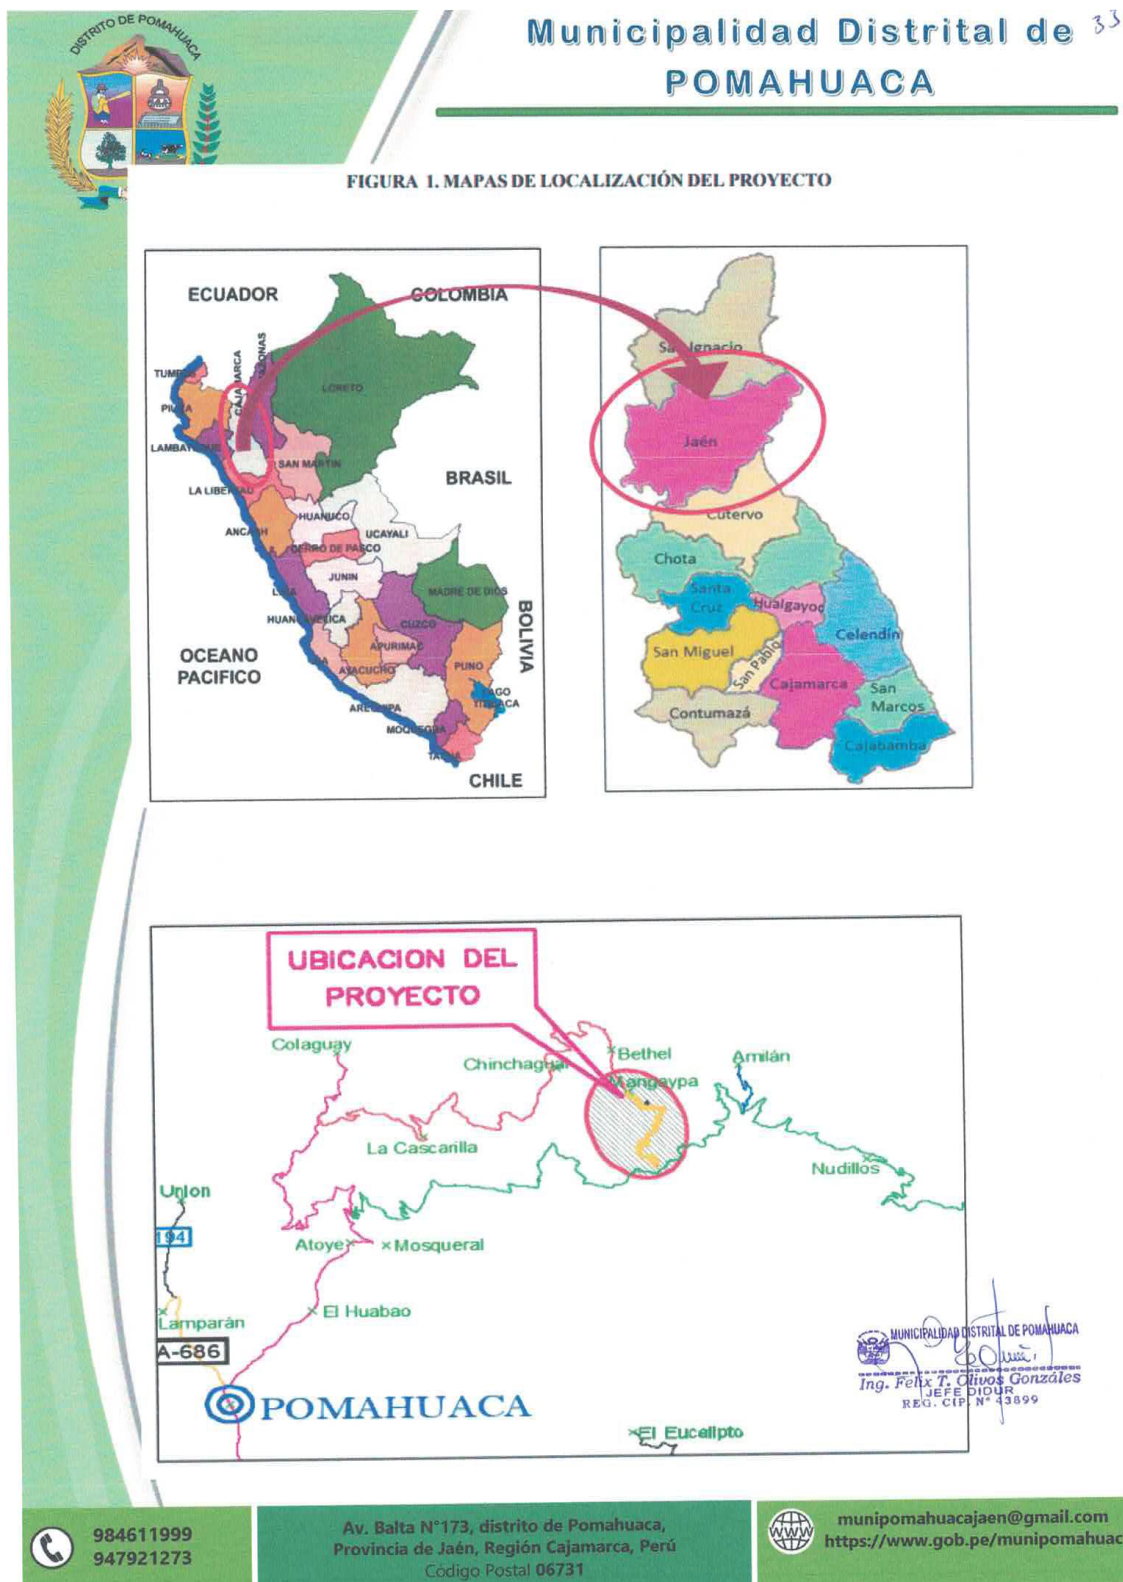 DISTRITO DE POMAHUACA
Municipalidad Distrital de
POMAHUACA
33
FIGURA 1. MAPAS DE LOCALIZACIÓN DEL PROYECTO
ECUADOR
COLOMBIA
CAJAMARCA
LORETO
LAMBAYEQUE
SAN MARTIN
BRASIL
LA LIBERTAD
HUANUCO
ANCASH
UCAYALI
CERRO DE PASCO
JUNIN
MADRE DE DIOS
HUANCAVELICA
CUZCO
BOLIVIA
APURIMAC
OCEANO
PACIFICO
AYACUCHO
PUNO
LAGO
TITICACA
AREQUIPA
MOQUEGUA
TACNA
CHILE
San Ignacio
Jaén
Cutervo
Chota
Santa
Cruz
Hualgayoc
Celendín
San Miguel
San Pablo
Cajamarca
San
Marcos
Contumazá
Cajabamba
UBICACION DEL
PROYECTO
Colaguay
Chinchagual
Bethel
Amilán
Mangaypa
La Cascarilla
Nudillos
Union
194
Atoye
Mosqueral
El Huabao
Lamparán
A-686
POMAHUACA
El Eucalipto
MUNICIPALIDAD DISTRITAL DE POMAHUACA
Ing. Felix T. Olivos Gonzáles
JEFE DIDUR
REG. CIP. N° 43899
984611999
947921273
Av. Balta N°173, distrito de Pomahuaca,
Provincia de Jaén, Región Cajamarca, Perú
Código Postal 06731
www
munipomahuacajaen@gmail.com
https://www.gob.pe/munipomahuac